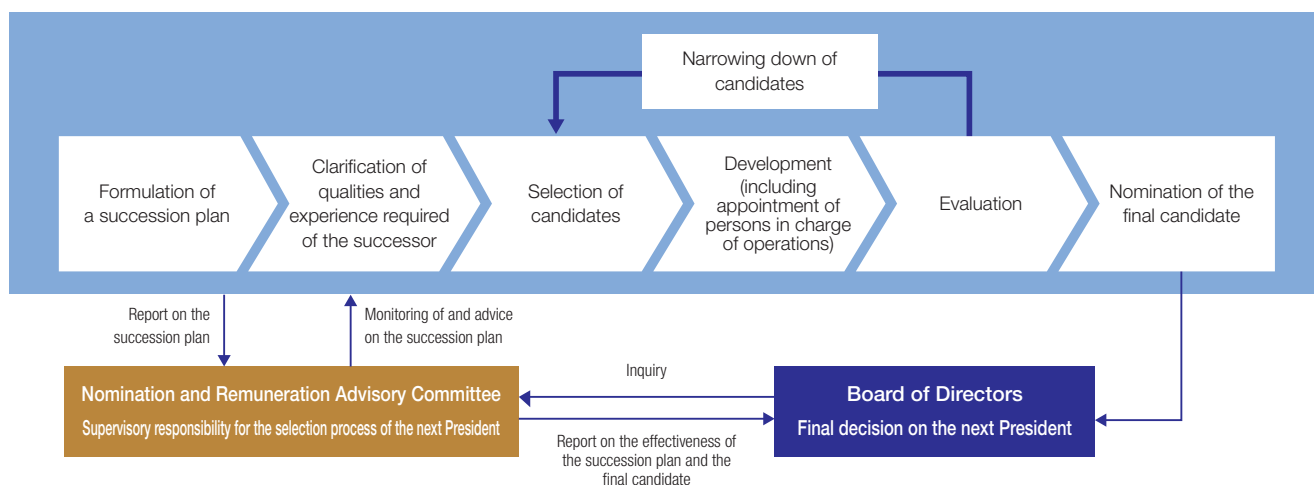 Narrowing down of
candidates
Formulation of
a succession plan
Clarification of
qualities and
experience required
of the successor
Selection of
candidates
Development
(including
appointment of
persons in charge
of operations)
Evaluation
Nomination of the
final candidate
Report on the
succession plan
Monitoring of and advice
on the succession plan
Nomination and Remuneration Advisory Committee
Supervisory responsibility for the selection process of the next President
Inquiry
Report on the effectiveness of
the succession plan and the
final candidate
Board of Directors
Final decision on the next President